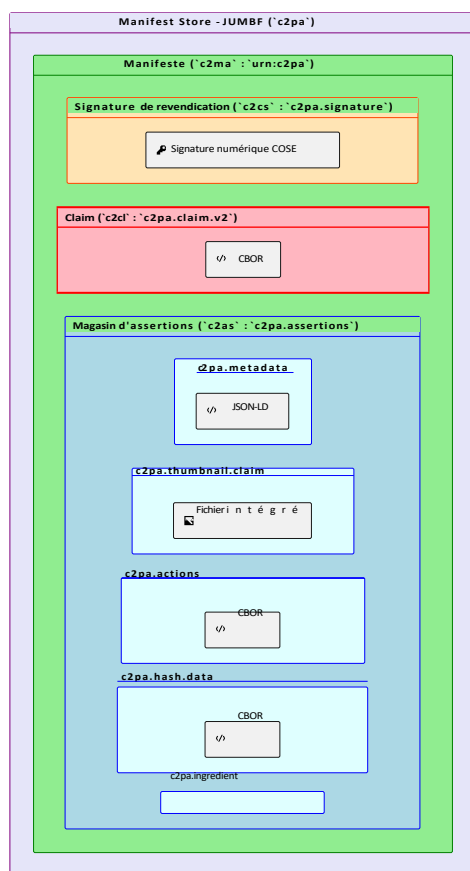 Manifest Store - JUMBF (`c2pa`)
Manifeste (`c2ma` : `urn:c2pa`)
Signature de revendication (`c2cs` : `c2pa.signature`)
Signature numérique COSE
Claim (`c2cl` : `c2pa.claim.v2`)
CBOR
Magasin d'assertions (`c2as` : `c2pa.assertions`)
c2pa.metadata
JSON-LD
c2pa.thumbnail.claim
Fichier intégré
c2pa.actions
CBOR
c2pa.hash.data
CBOR
c2pa.ingredient